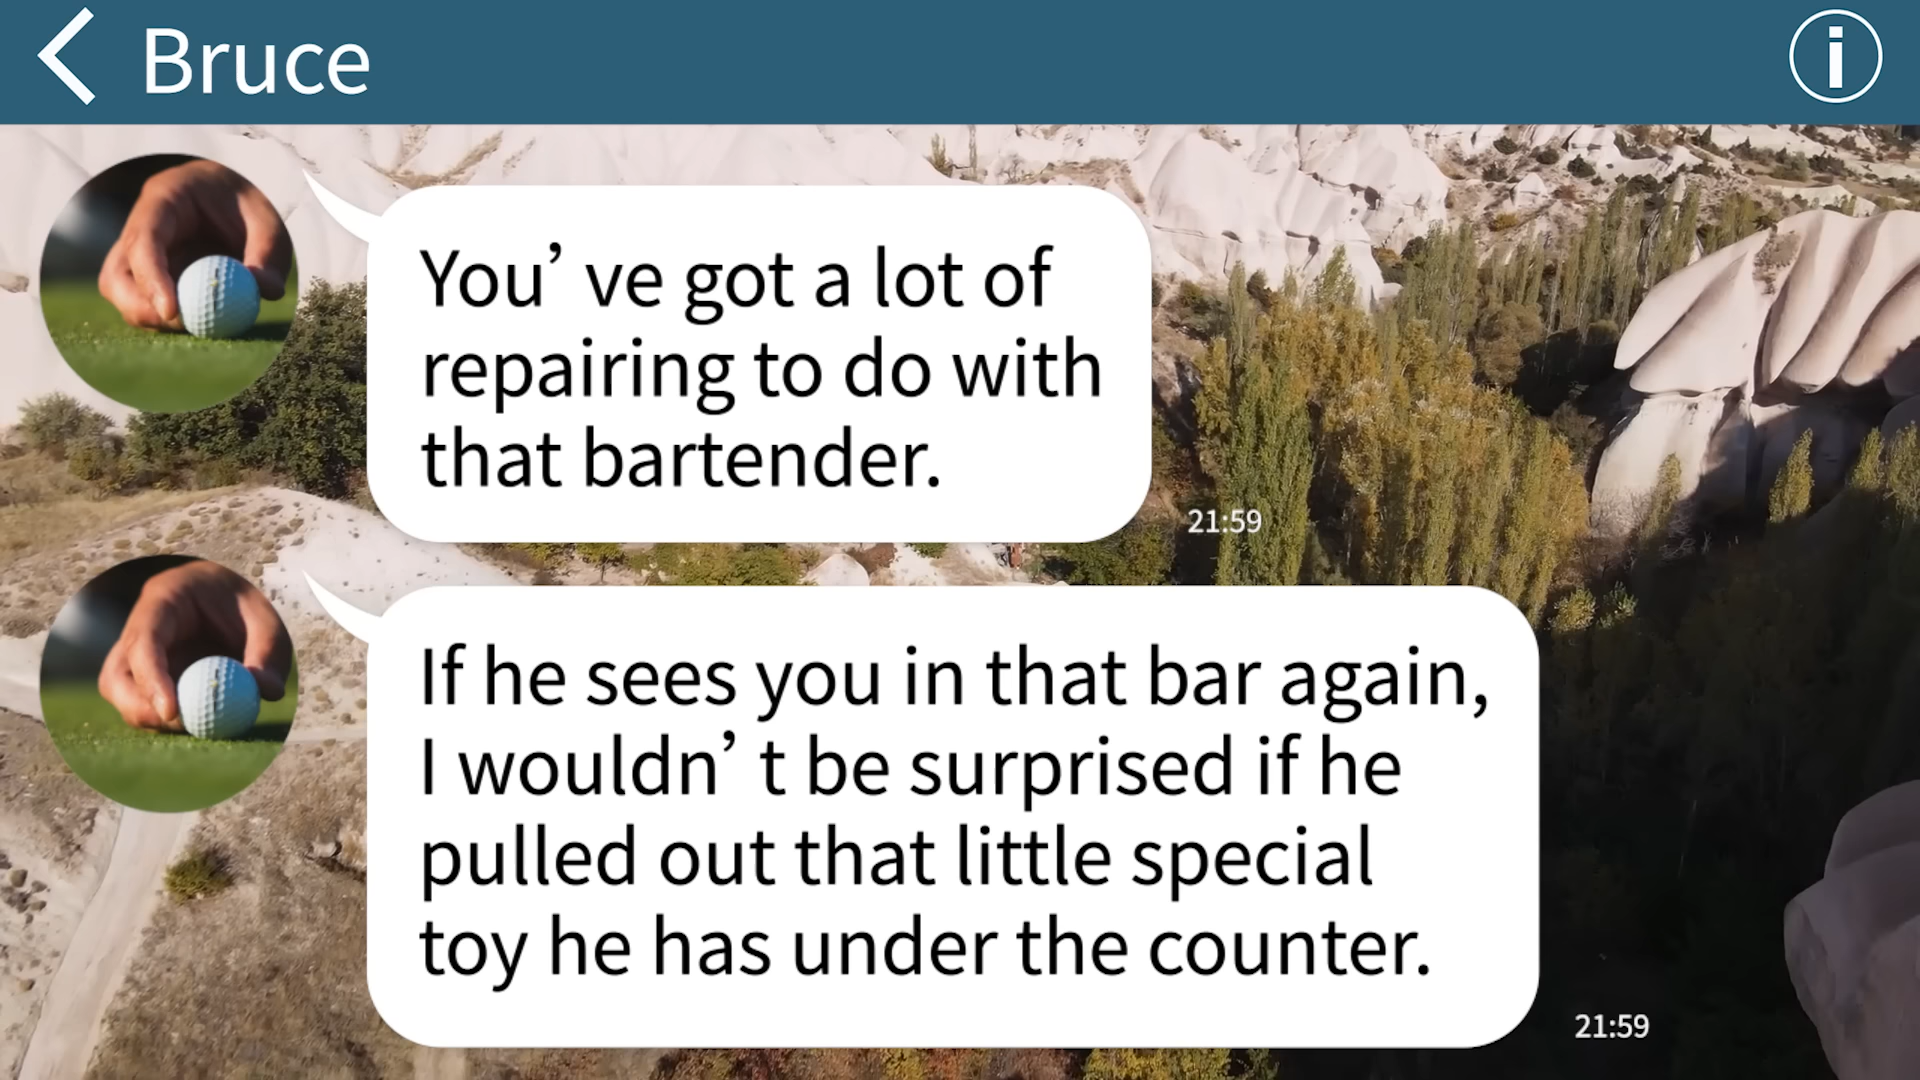 Bruce
You’ ve got a lot of
repairing to do with
that bartender.
21:59
If he sees you in that bar again,
I wouldn’ t be surprised if he
pulled out that little special
toy he has under the counter.
21:59